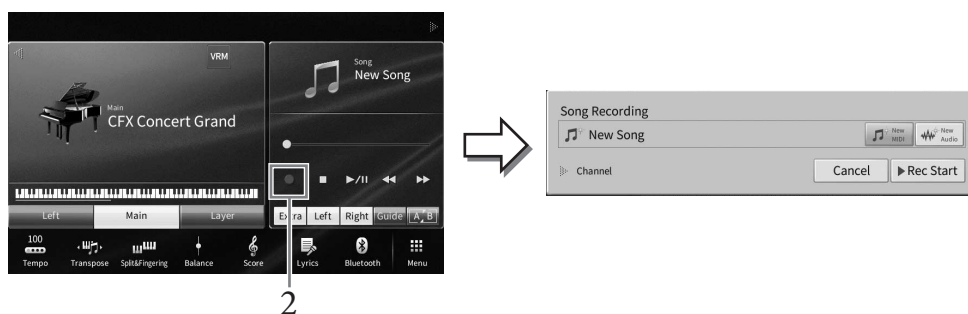 VRM
Main
CFX Concert Grand
Left
Main
Layer
Song
New Song
Extra
Left
Right
Guide
A B
100
Tempo
Transpose
Split&Fingering
Balance
Score
Lyrics
Bluetooth
Menu
2
Song Recording
New Song
New
MIDI
New
Audio
Channel
Cancel
Rec Start